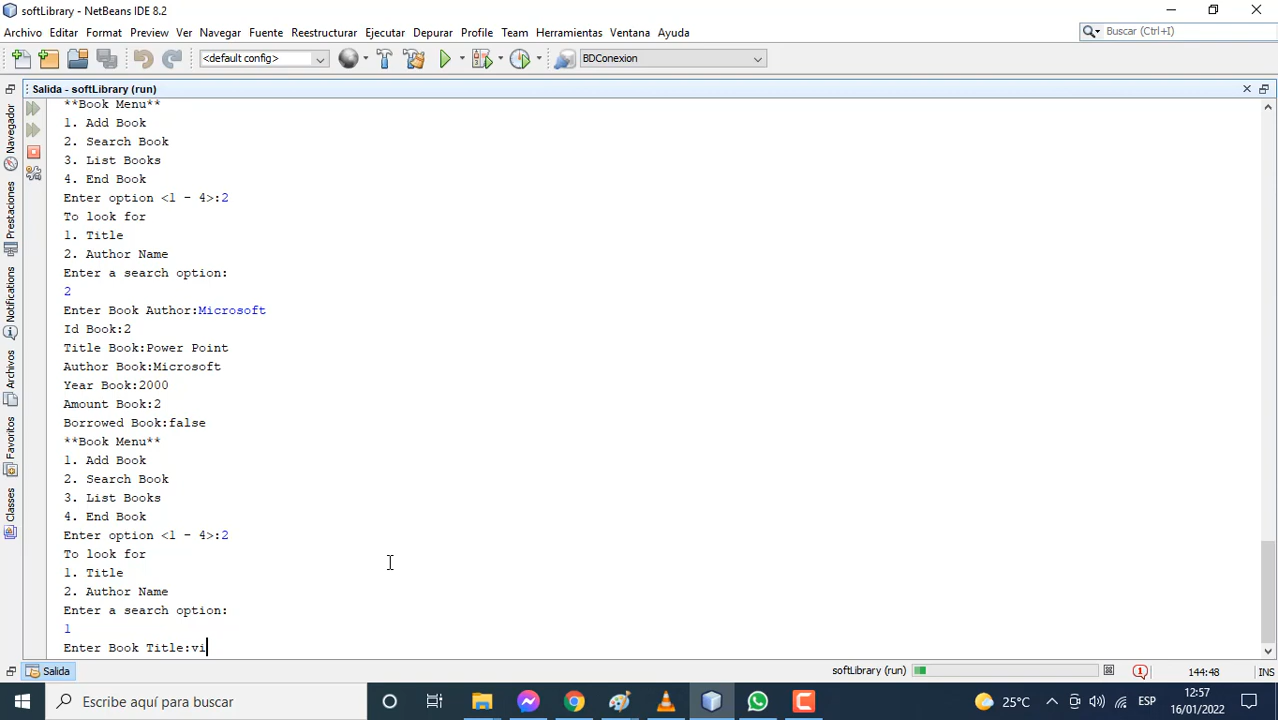 softLibrary - NetBeans IDE 8.2
Archivo Editar Format Preview Ver Navegar Fuente Reestructurar Ejecutar Depurar Profile Team Herramientas Ventana Ayuda
Buscar (Ctrl+I)
<default config>
BDConexion
Salida - softLibrary (run)
**Book Menu**
1. Add Book
2. Search Book
3. List Books
4. End Book
Enter option <1 - 4>:2
To look for
1. Title
2. Author Name
Enter a search option:
2
Enter Book Author:Microsoft
Id Book:2
Title Book:Power Point
Author Book:Microsoft
Year Book:2000
Amount Book:2
Borrowed Book:false
**Book Menu**
1. Add Book
2. Search Book
3. List Books
4. End Book
Enter option <1 - 4>:2
To look for
1. Title
2. Author Name
Enter a search option:
1
Enter Book Title:vi
Navegador
Prestaciones
Notifications
Archivos
Favoritos
Classes
Salida
softLibrary (run)
144:48
INS
Escribe aquí para buscar
25°C
ESP
12:57
16/01/2022